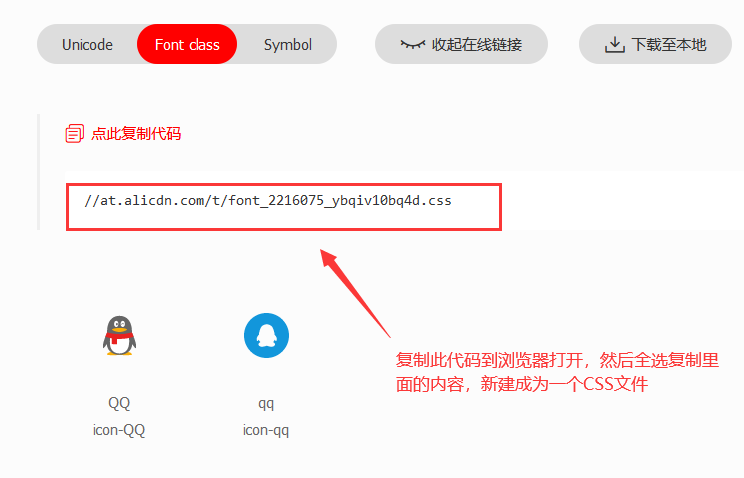 Unicode Font class Symbol 收起在线链接 下载至本地
点此复制代码
//at.alicdn.com/t/font_2216075_ybqiv10bq4d.css
复制此代码到浏览器打开，然后全选复制里
面的内容，新建成为一个CSS文件
QQ qq
icon-QQ icon-qq